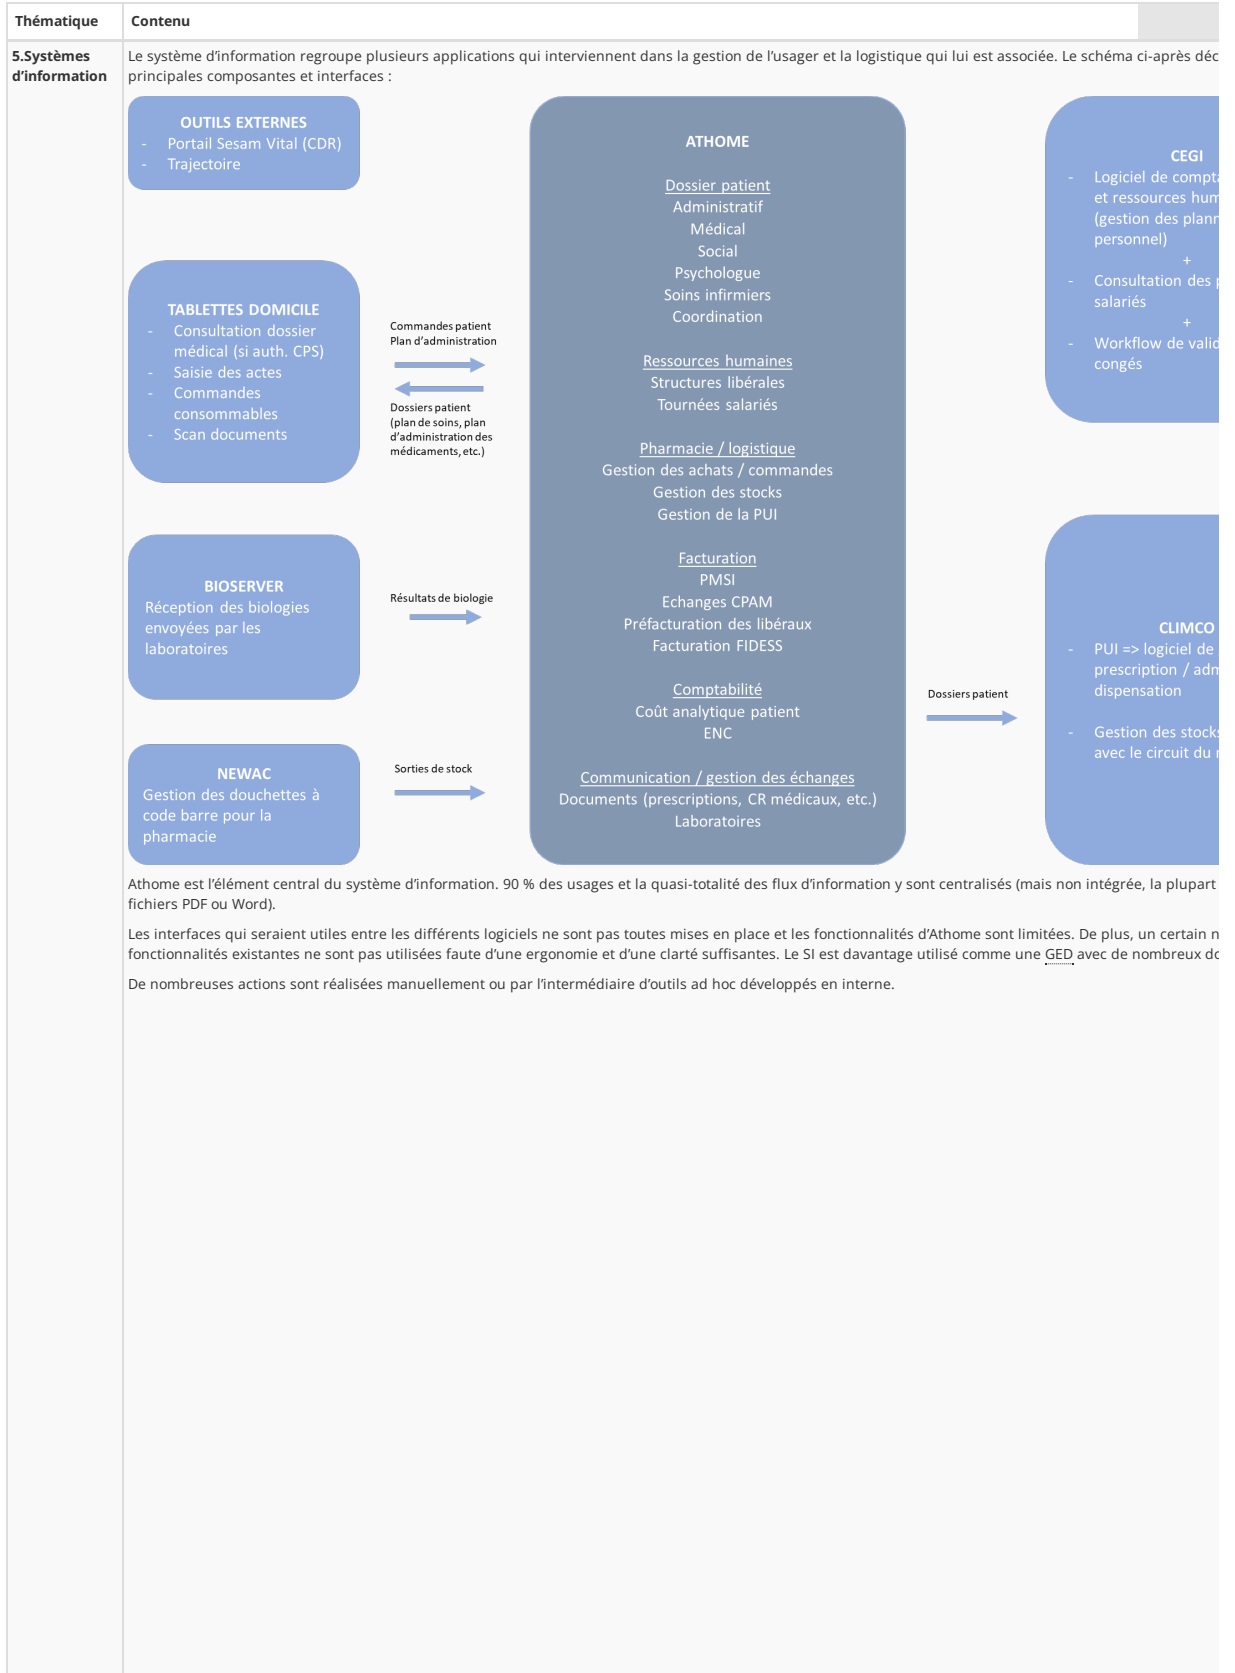 Thématique
Contenu
5.Systèmes
d’information
Le système d’information regroupe plusieurs applications qui interviennent dans la gestion de l’usager et la logistique qui lui est associée. Le schéma ci-après
principales composantes et interfaces :
OUTILS EXTERNES
- Portail Sesam Vital (CDR)
- Trajectoire
TABLETTES DOMICILE
- Consultation dossier
médical (si auth. CPS)
- Saisie des actes
- Commandes
consommables
- Scan documents
BIOSERVER
Réception des biologies
envoyées par les
laboratoires
NEWAC
Gestion des douchettes à
code barre pour la
pharmacie
Commandes patient
Plan d’administration
Dossiers patient
(plan de soins, plan
d’administration des
médicaments, etc.)
Résultats de biologie
Sorties de stock
ATHOME
Dossier patient
Administratif
Médical
Social
Psychologue
Soins infirmiers
Coordination
Ressources humaines
Structures libérales
Tournées salariés
Pharmacie / logistique
Gestion des achats / commandes
Gestion des stocks
Gestion de la PUI
Facturation
PMSI
Echanges CPAM
Préfacturation des libéraux
Facturation FIDESS
Comptabilité
Coût analytique patient
ENC
Communication / gestion des échanges
Documents (prescriptions, CR médicaux, etc.)
Laboratoires
Dossiers patient
CEGI
- Logiciel de
et ressources
(gestion des
personnel)
+
- Consultation des
salariés
+
- Workflow de
congés
CLIMCO
- PUI => logiciel de
prescription /
dispensation
- Gestion des stocks
avec le circuit du
Athome est l’élément central du système d’information. 90 % des usages et la quasi-totalité des flux d’information y sont centralisés (mais non intégrée, la plupart
fichiers PDF ou Word).
Les interfaces qui seraient utiles entre les différents logiciels ne sont pas toutes mises en place et les fonctionnalités d’Athome sont limitées. De plus, un certain
fonctionnalités existantes ne sont pas utilisées faute d’une ergonomie et d’une clarté suffisantes. Le SI est davantage utilisé comme une GED avec de nombreux
De nombreuses actions sont réalisées manuellement ou par l’intermédiaire d’outils ad hoc développés en interne.